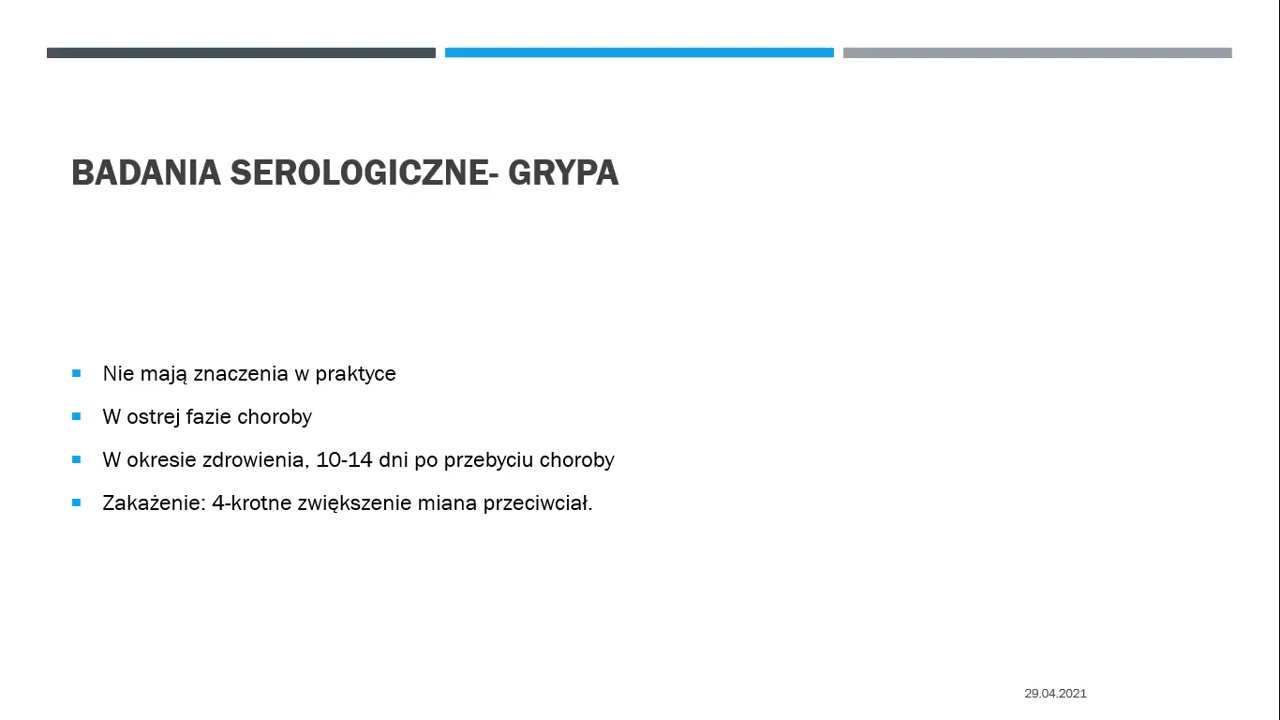 BADANIA SEROLOGICZNE- GRYPA
Nie mają znaczenia w praktyce
W ostrej fazie choroby
W okresie zdrowienia, 10-14 dni po przebyciu choroby
Zakażenie: 4-krotne zwiększenie miana przeciwciał.
29.04.2021